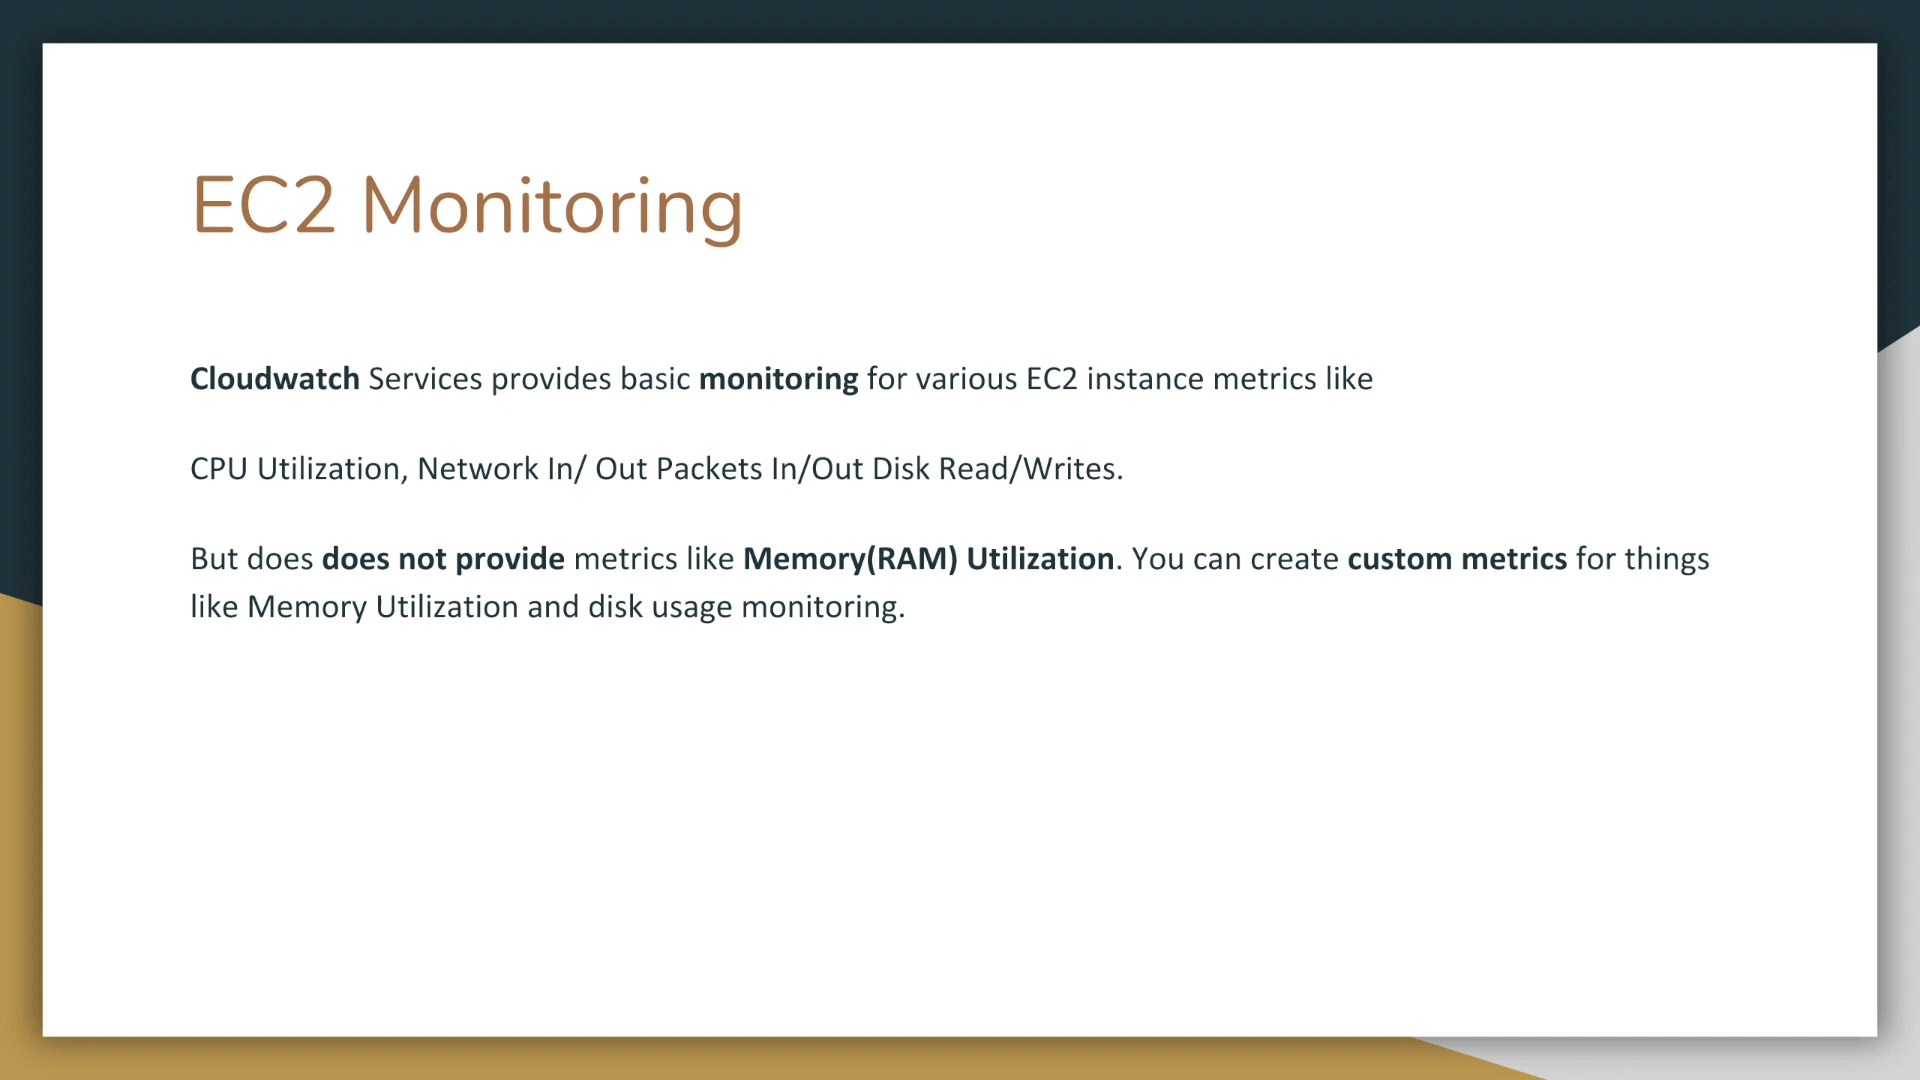 EC2 Monitoring
Cloudwatch Services provides basic monitoring for various EC2 instance metrics like
CPU Utilization, Network In/ Out Packets In/Out Disk Read/Writes.
But does does not provide metrics like Memory(RAM) Utilization. You can create custom metrics for things
like Memory Utilization and disk usage monitoring.